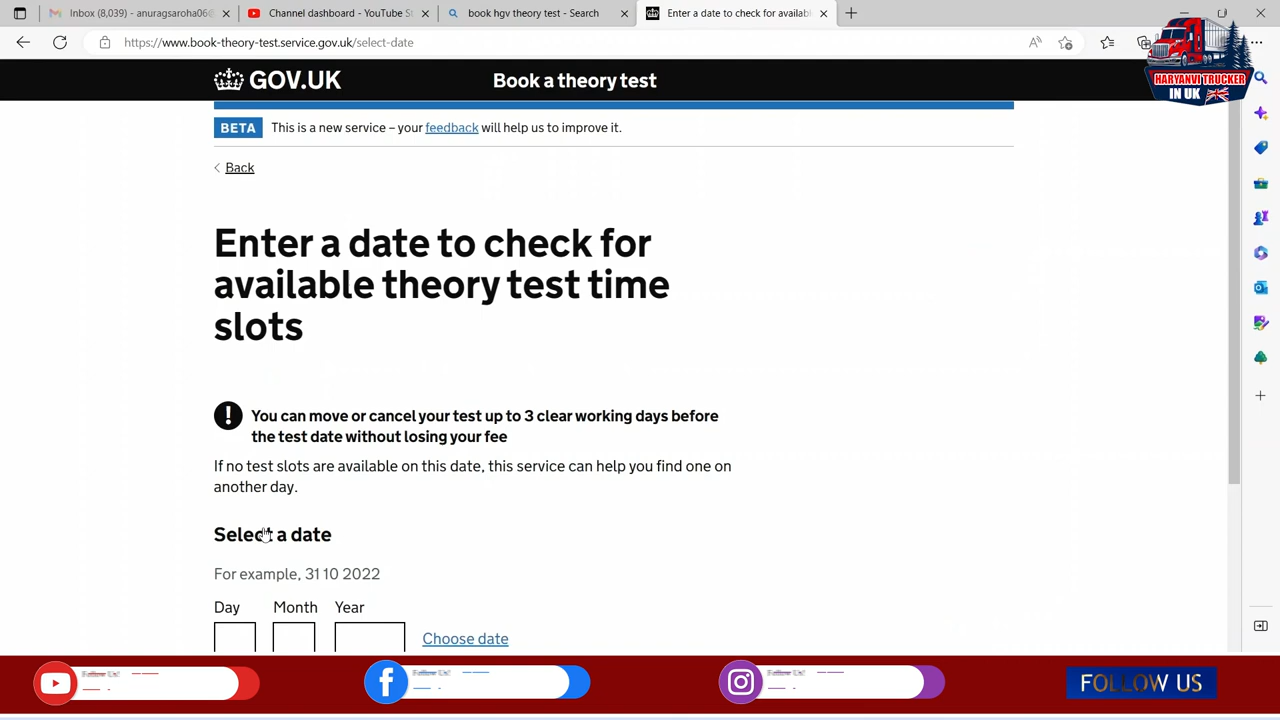 Inbox (8,039) - anuragsaroha06@
Channel dashboard - YouTube St
book hgv theory test - Search
Enter a date to check for availab
https://www.book-theory-test.service.gov.uk/select-date
HARYANVI TRUCKER
IN UK
GOV.UK
Book a theory test
BETA
This is a new service – your feedback will help us to improve it.
Back
Enter a date to check for
available theory test time
slots
You can move or cancel your test up to 3 clear working days before
the test date without losing your fee
If no test slots are available on this date, this service can help you find one on
another day.
Select a date
For example, 31 10 2022
Day Month Year
Choose date
FOLLOW US